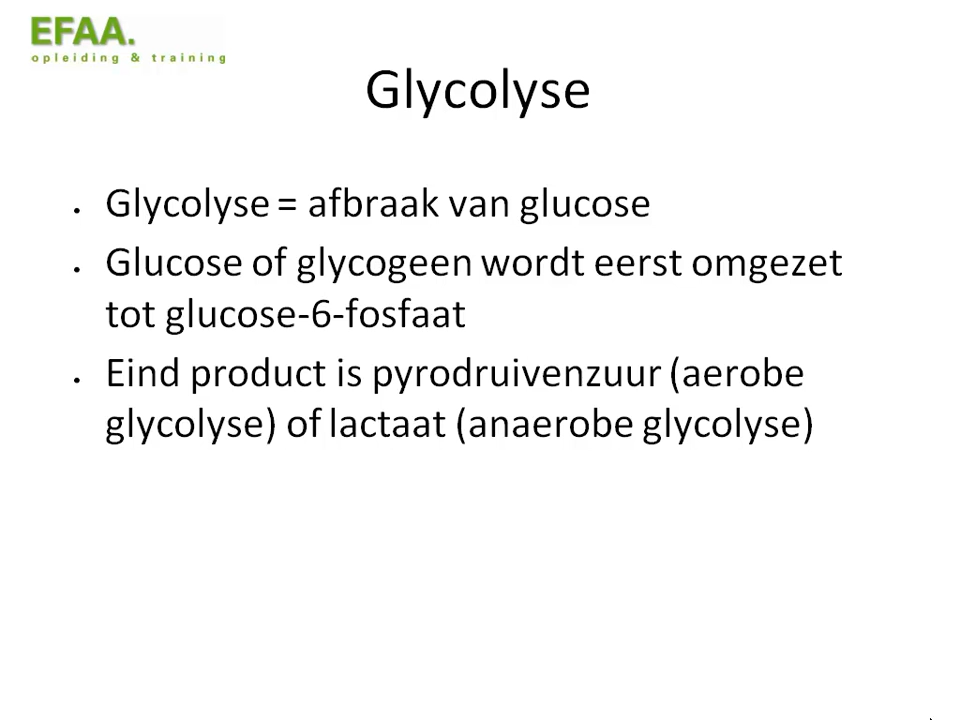 EFAA.
opleiding & training
Glycolyse
• Glycolyse = afbraak van glucose
• Glucose of glycogeen wordt eerst omgezet
tot glucose-6-fosfaat
• Eind product is pyrodruivenzuur (aerobe
glycolyse) of lactaat (anaerobe glycolyse)